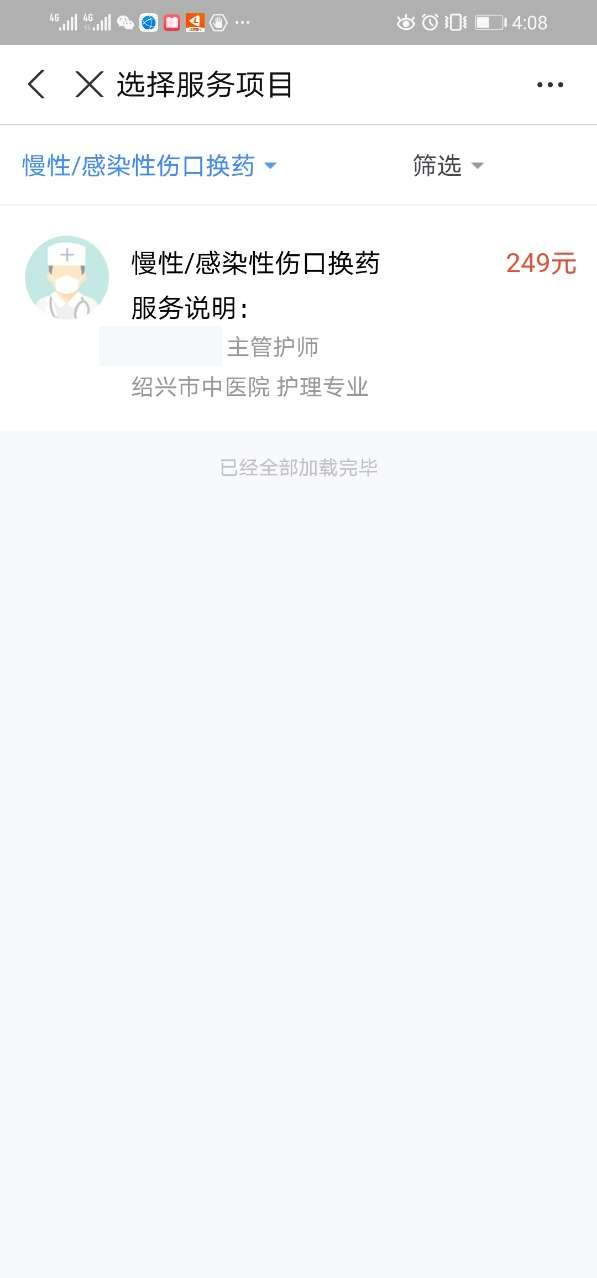 4G 4G 4:08
选择服务项目
慢性/感染性伤口换药 筛选
慢性/感染性伤口换药 249元
服务说明：
主管护师
绍兴市中医院 护理专业
已经全部加载完毕